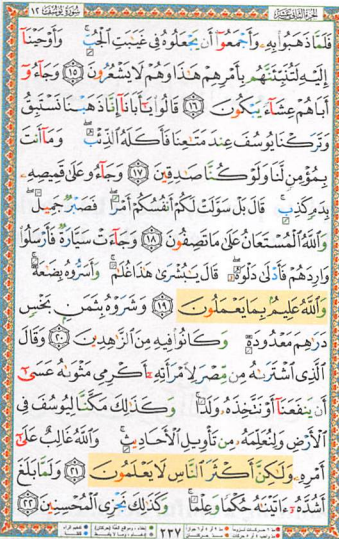 الجزء الثاني عشر
سورة يوسف ١٢
فَلَمَّا ذَهَبُوا۟ بِهِۦ وَأَجْمَعُوٓا۟ أَن يَجْعَلُوهُ فِى غَيَـٰبَتِ ٱلْجُبِّ ۚ وَأَوْحَيْنَآ
إِلَيْهِ لَتُنَبِّئَنَّهُم بِأَمْرِهِمْ هَـٰذَا وَهُمْ لَا يَشْعُرُونَ ١٥ وَجَآءُوٓ
أَبَاهُمْ عِشَآءً يَبْكُونَ ١٦ قَالُوا۟ يَـٰٓأَبَانَآ إِنَّا ذَهَبْنَا نَسْتَبِقُ
وَتَرَكْنَا يُوسُفَ عِندَ مَتَـٰعِنَا فَأَكَلَهُ ٱلذِّئْبُ ۖ وَمَآ أَنتَ
بِمُؤْمِنٍ لَّنَا وَلَوْ كُنَّا صَـٰدِقِينَ ١٧ وَجَآءُو عَلَىٰ قَمِيصِهِۦ
بِدَمٍ كَذِبٍ ۚ قَالَ بَلْ سَوَّلَتْ لَكُمْ أَنفُسُكُمْ أَمْرًا ۖ فَصَبْرٌ جَمِيلٌ ۖ
وَٱللَّهُ ٱلْمُسْتَعَانُ عَلَىٰ مَا تَصِفُونَ ١٨ وَجَآءَتْ سَيَّارَةٌ فَأَرْسَلُوا۟
وَارِدَهُمْ فَأَدْلَىٰ دَلْوَهُۥ ۖ قَالَ يَـٰبُشْرَىٰ هَـٰذَا غُلَـٰمٌ ۚ وَأَسَرُّوهُ بِضَـٰعَةً ۚ
وَٱللَّهُ عَلِيمٌۢ بِمَا يَعْمَلُونَ ١٩ وَشَرَوْهُ بِثَمَنٍۭ بَخْسٍ
دَرَٰهِمَ مَعْدُودَةٍ وَكَانُوا۟ فِيهِ مِنَ ٱلزَّٰهِدِينَ ٢٠ وَقَالَ
ٱلَّذِى ٱشْتَرَىٰهُ مِن مِّصْرَ لِٱمْرَأَتِهِۦٓ أَكْرِمِى مَثْوَىٰهُ عَسَىٰٓ
أَن يَنفَعَنَآ أَوْ نَتَّخِذَهُۥ وَلَدًا ۚ وَكَذَٰلِكَ مَكَّنَّا لِيُوسُفَ فِى
ٱلْأَرْضِ وَلِنُعَلِّمَهُۥ مِن تَأْوِيلِ ٱلْأَحَادِيثِ ۚ وَٱللَّهُ غَالِبٌ عَلَىٰٓ
أَمْرِهِۦ وَلَـٰكِنَّ أَكْثَرَ ٱلنَّاسِ لَا يَعْلَمُونَ ٢١ وَلَمَّا بَلَغَ
أَشُدَّهُۥٓ ءَاتَيْنَـٰهُ حُكْمًا وَعِلْمًا ۚ وَكَذَٰلِكَ نَجْزِى ٱلْمُحْسِنِينَ ٢٢
٢٣٧